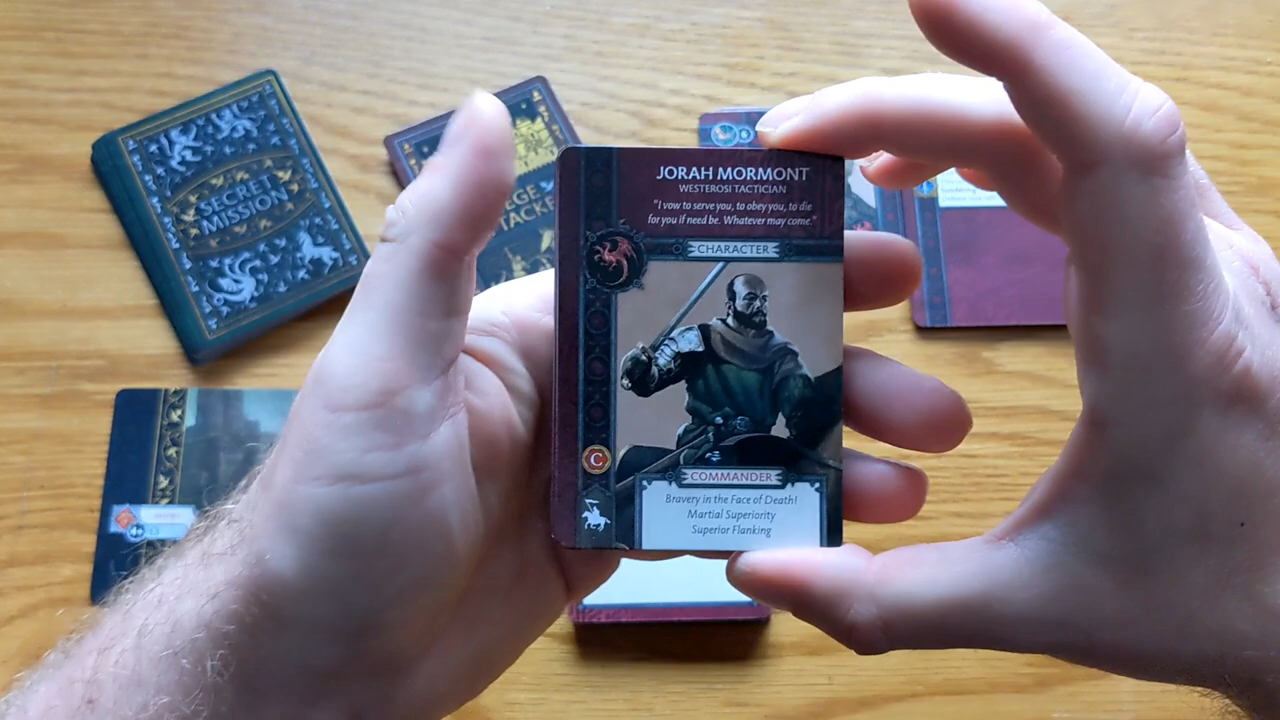 SECRET
MISSION
JORAH MORMONT
WESTEROSI TACTICIAN
"I vow to serve you, to obey you, to die
for you if need be. Whatever may come."
CHARACTER
C
COMMANDER
Bravery in the Face of Death!
Martial Superiority
Superior Flanking